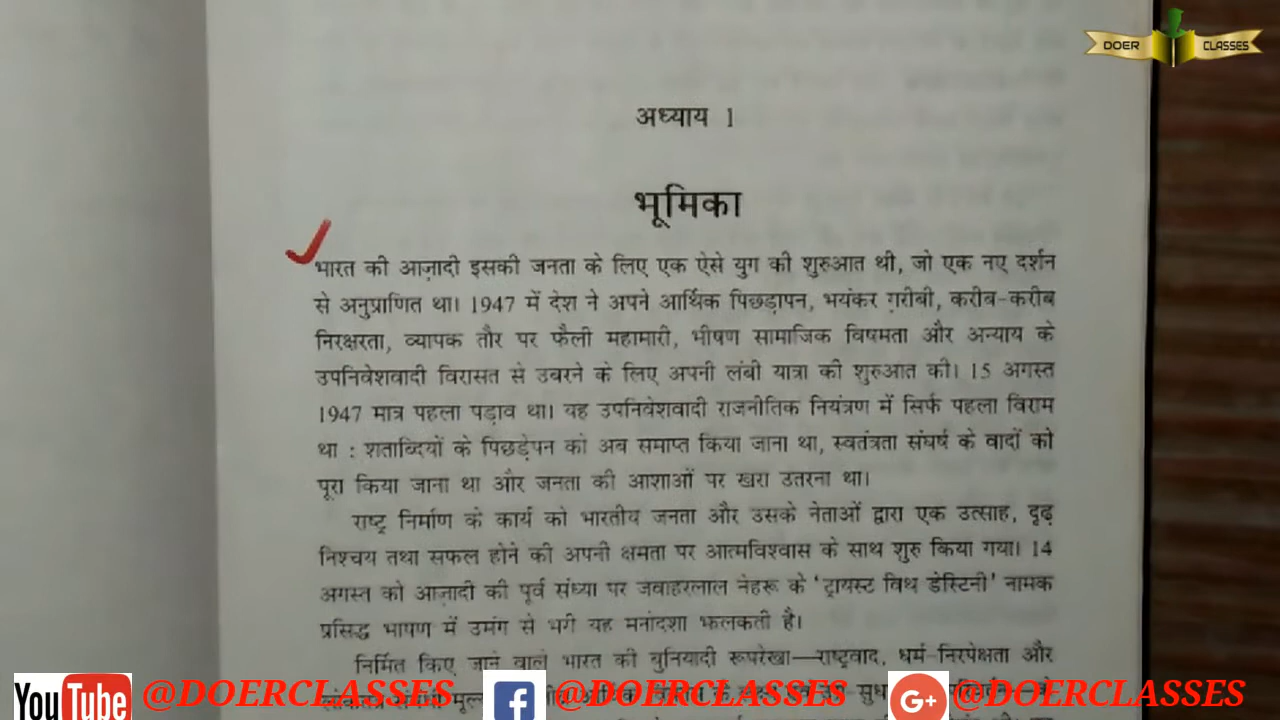 DOER CLASSES
अध्याय 1
भूमिका
भारत की आज़ादी इसकी जनता के लिए एक ऐसे युग की शुरुआत थी, जो एक नए दर्शन
से अनुप्राणित था। 1947 में देश ने अपने आर्थिक पिछड़ापन, भयंकर ग़रीबी, करीब-करीब
निरक्षरता, व्यापक तौर पर फैली महामारी, भीषण सामाजिक विषमता और अन्याय के
उपनिवेशवादी विरासत से उबरने के लिए अपनी लंबी यात्रा की शुरुआत की। 15 अगस्त
1947 मात्र पहला पड़ाव था। यह उपनिवेशवादी राजनीतिक नियंत्रण में सिर्फ पहला विराम
था : शताब्दियों के पिछड़ेपन को अब समाप्त किया जाना था, स्वतंत्रता संघर्ष के वादों को
पूरा किया जाना था और जनता की आशाओं पर खरा उतरना था।
राष्ट्र निर्माण के कार्य को भारतीय जनता और उसके नेताओं द्वारा एक उत्साह, दृढ़
निश्चय तथा सफल होने की अपनी क्षमता पर आत्मविश्वास के साथ शुरु किया गया। 14
अगस्त को आज़ादी की पूर्व संध्या पर जवाहरलाल नेहरू के ‘ट्रायस्ट विथ डेस्टिनी’ नामक
प्रसिद्ध भाषण में उमंग से भरी यह मनोदशा झलकती है।
निर्मित किए जाने वाले भारत की बुनियादी रूपरेखा—राष्ट्रवाद, धर्म-निरपेक्षता और
YouTube @DOERCLASSES @DOERCLASSES G+ @DOERCLASSES